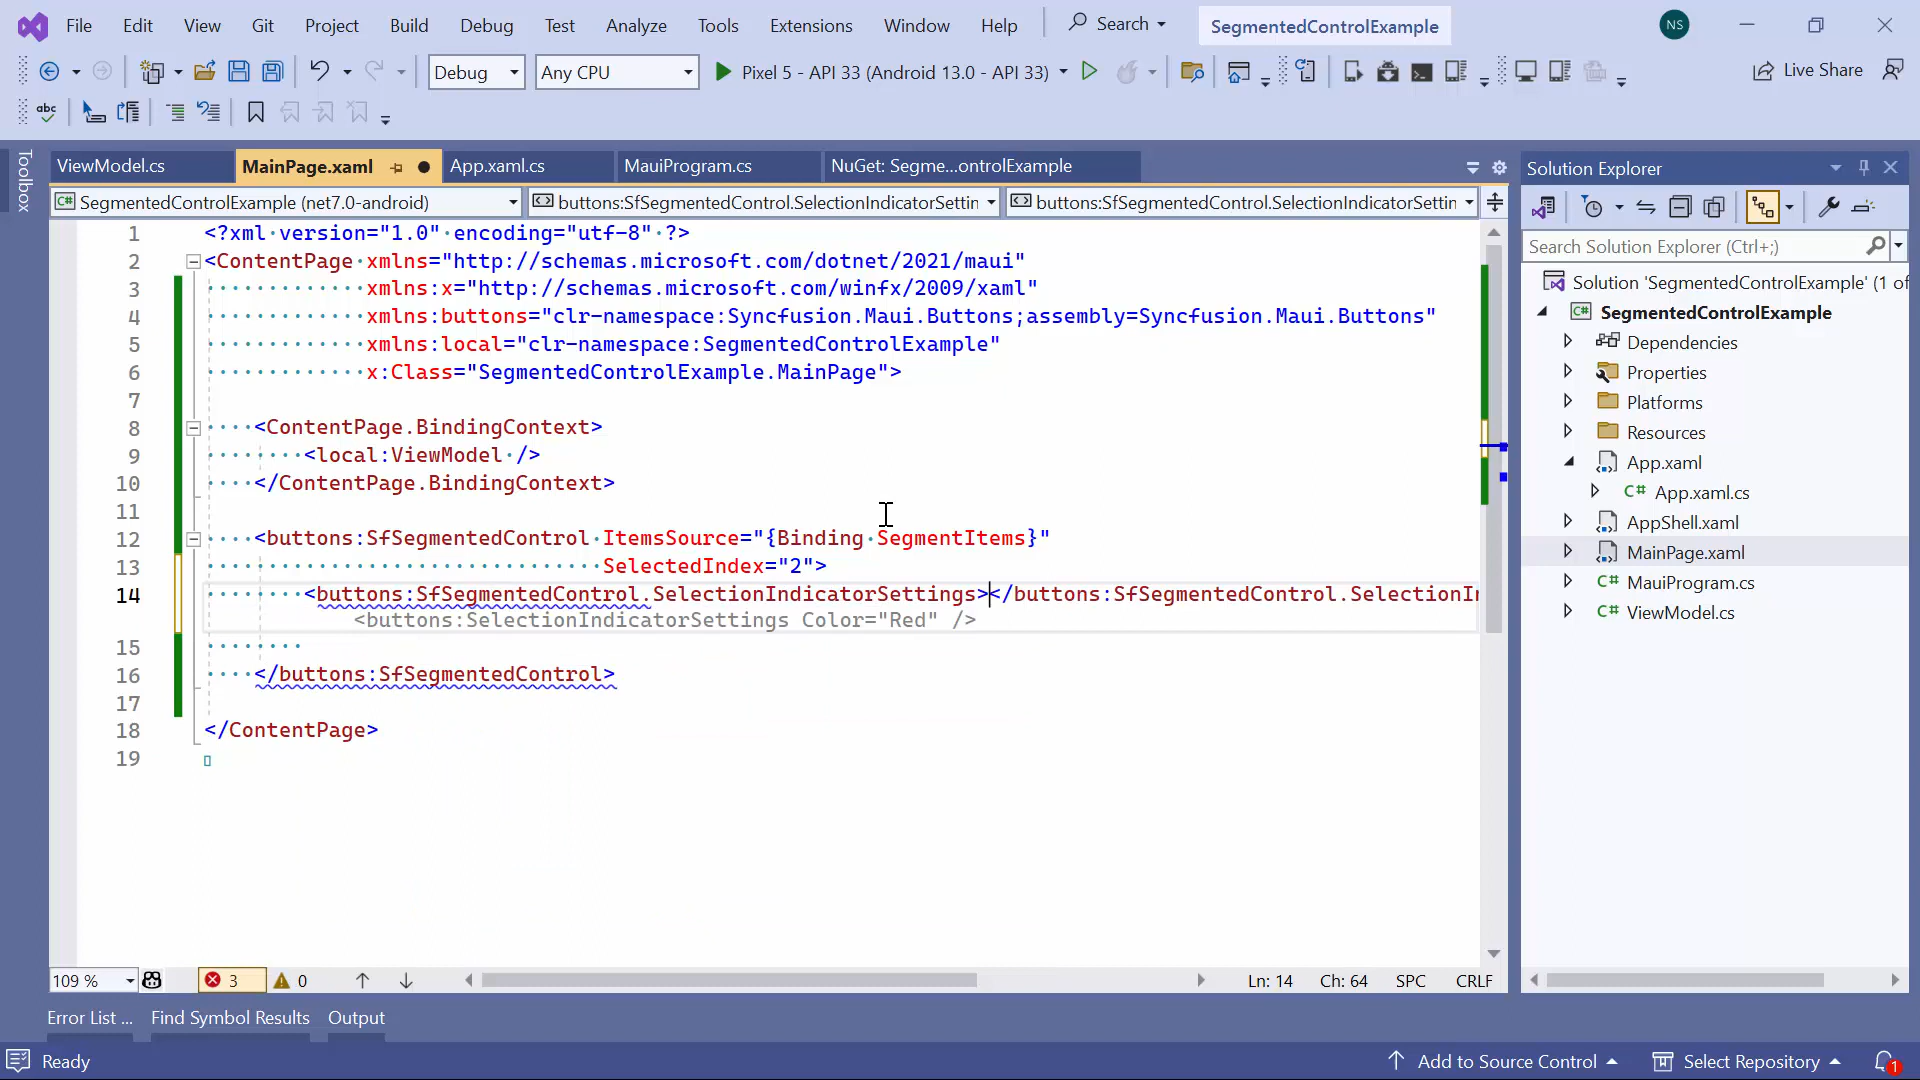 File Edit View Git Project Build Debug Test Analyze Tools Extensions Window Help Search SegmentedControlExample NS
Debug Any CPU Pixel 5 - API 33 (Android 13.0 - API 33) Live Share
abc
Toolbox
ViewModel.cs MainPage.xaml App.xaml.cs MauiProgram.cs NuGet: Segme...ontrolExample
SegmentedControlExample (net7.0-android) buttons:SfSegmentedControl.SelectionIndicatorSettin buttons:SfSegmentedControl.SelectionIndicatorSettin
1 <?xml version="1.0" encoding="utf-8" ?>
2 <ContentPage xmlns="http://schemas.microsoft.com/dotnet/2021/maui"
3 xmlns:x="http://schemas.microsoft.com/winfx/2009/xaml"
4 xmlns:buttons="clr-namespace:Syncfusion.Maui.Buttons;assembly=Syncfusion.Maui.Buttons"
5 xmlns:local="clr-namespace:SegmentedControlExample"
6 x:Class="SegmentedControlExample.MainPage">
7
8 <ContentPage.BindingContext>
9 <local:ViewModel />
10 </ContentPage.BindingContext>
11
12 <buttons:SfSegmentedControl ItemsSource="{Binding SegmentItems}"
13 SelectedIndex="2">
14 <buttons:SfSegmentedControl.SelectionIndicatorSettings></buttons:SfSegmentedControl.SelectionIn
<buttons:SelectionIndicatorSettings Color="Red" />
15
16 </buttons:SfSegmentedControl>
17
18 </ContentPage>
19
109 % 3 0 Ln: 14 Ch: 64 SPC CRLF
Error List ... Find Symbol Results Output
Solution Explorer
Search Solution Explorer (Ctrl+;)
Solution 'SegmentedControlExample' (1 of
SegmentedControlExample
Dependencies
Properties
Platforms
Resources
App.xaml
App.xaml.cs
AppShell.xaml
MainPage.xaml
MauiProgram.cs
ViewModel.cs
Ready Add to Source Control Select Repository 1